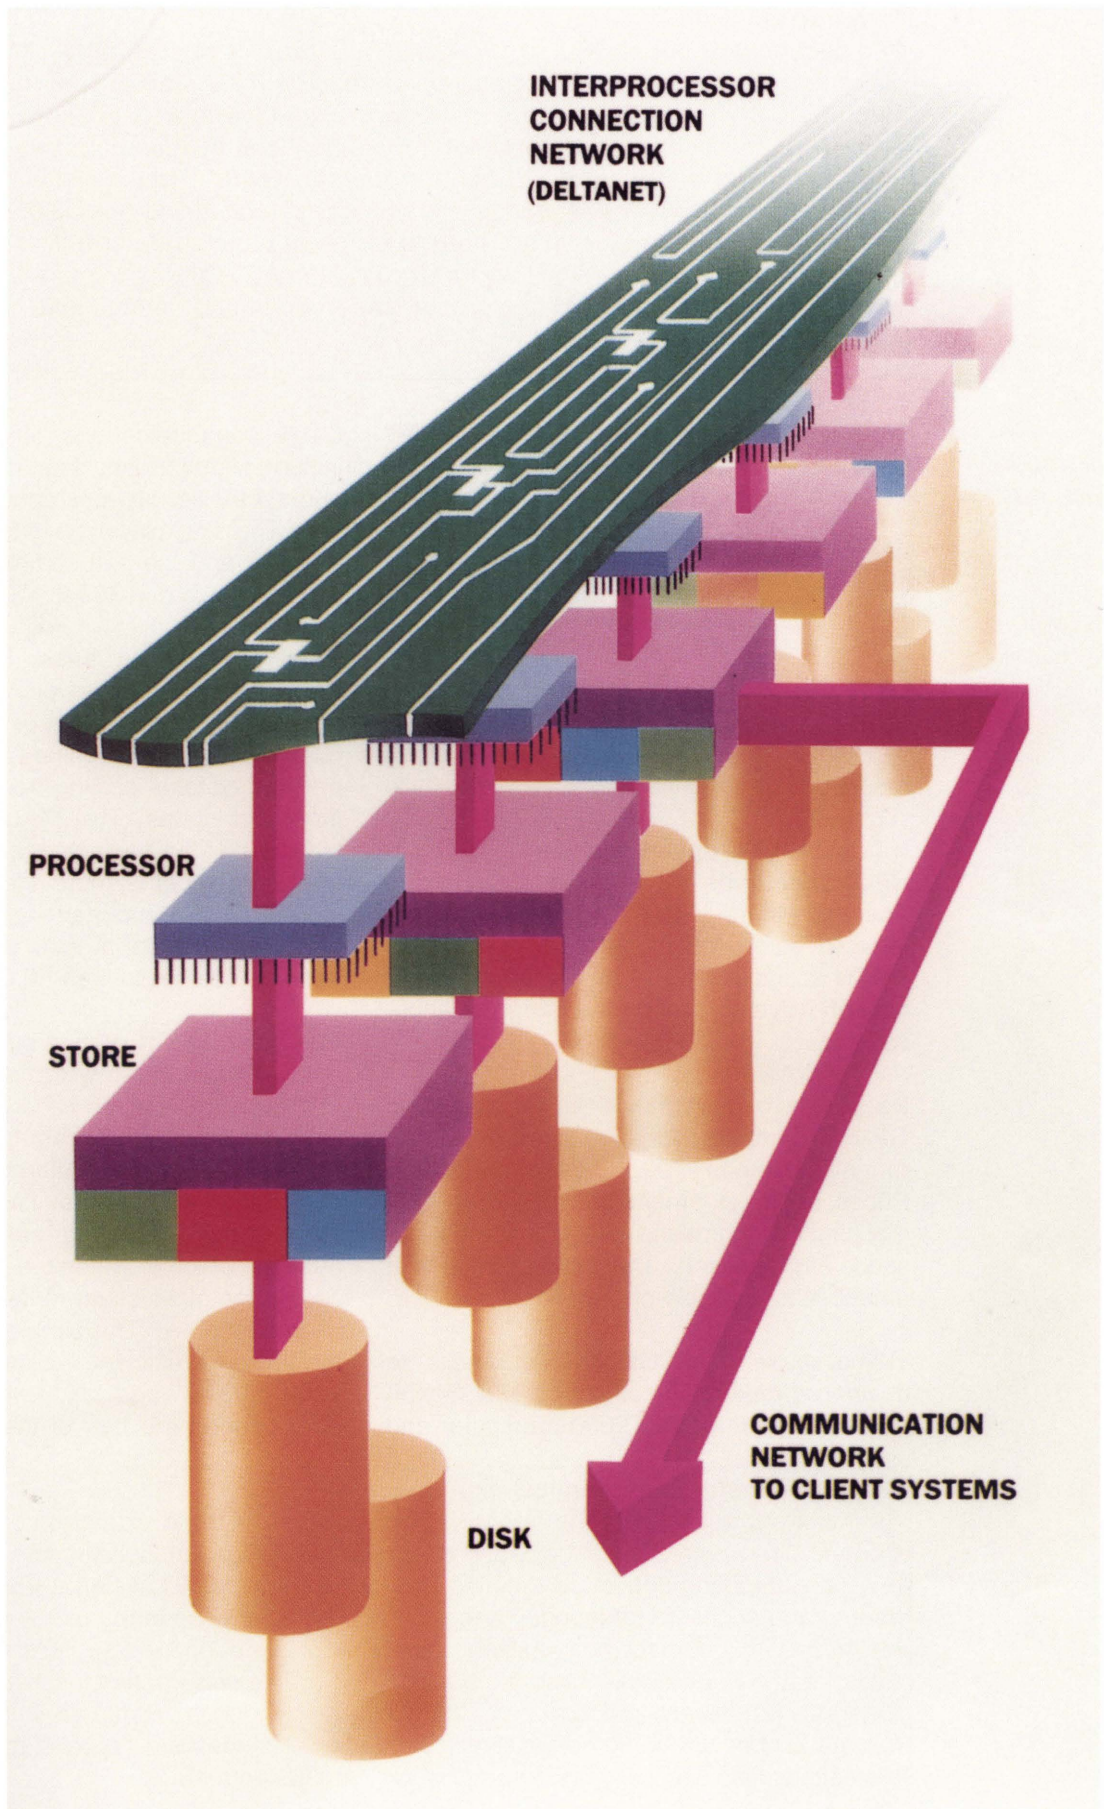 INTERPROCESSOR
CONNECTION
NETWORK
(DELTANET)
PROCESSOR
STORE
COMMUNICATION
NETWORK
TO CLIENT SYSTEMS
DISK